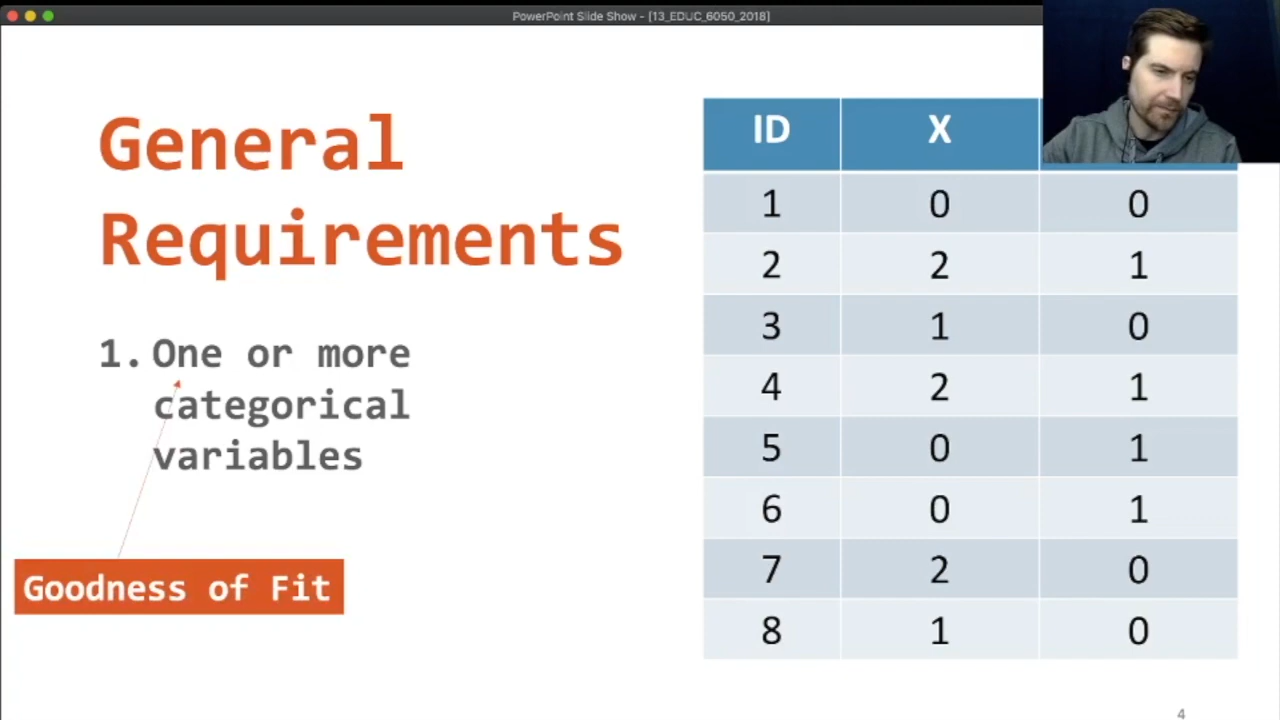 PowerPoint Slide Show - [13_EDUC_6050_2018]
General
Requirements
1. One or more
categorical
variables
Goodness of Fit
ID X
1 0 0
2 2 1
3 1 0
4 2 1
5 0 1
6 0 1
7 2 0
8 1 0
4